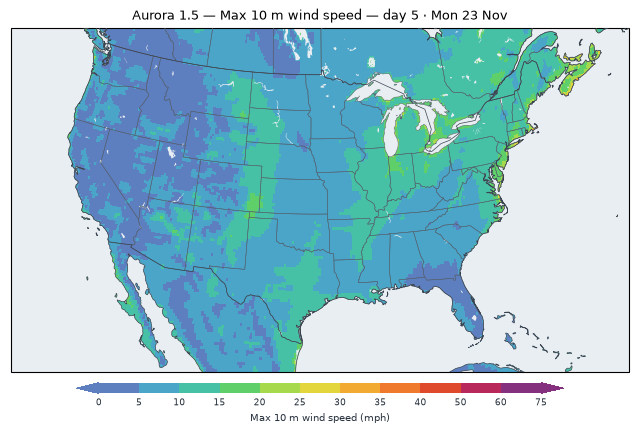 Aurora 1.5 — Max 10 m wind speed — day 5 · Mon 23 Nov
0 5 10 15 20 25 30 35 40 50 60 75
Max 10 m wind speed (mph)